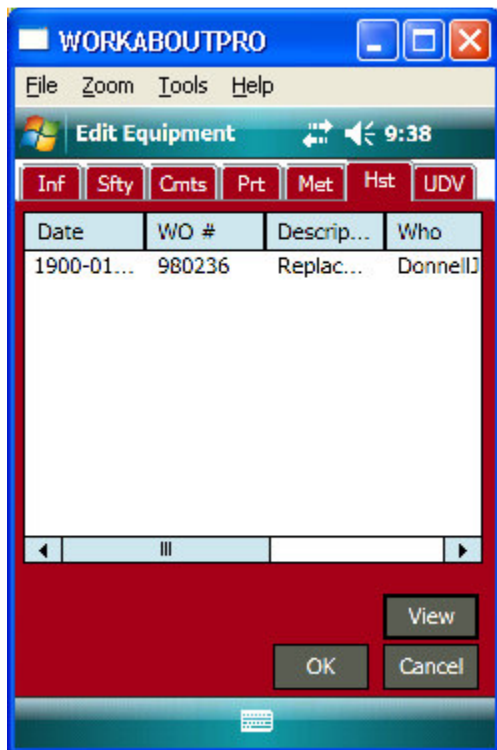 WORKABOUTPRO
File Zoom Tools Help
Edit Equipment 9:38
Inf Sfty Cmts Prt Met Hst UDV
Date WO # Descrip... Who
1900-01... 980236 Replac... DonnellJ
View
OK Cancel